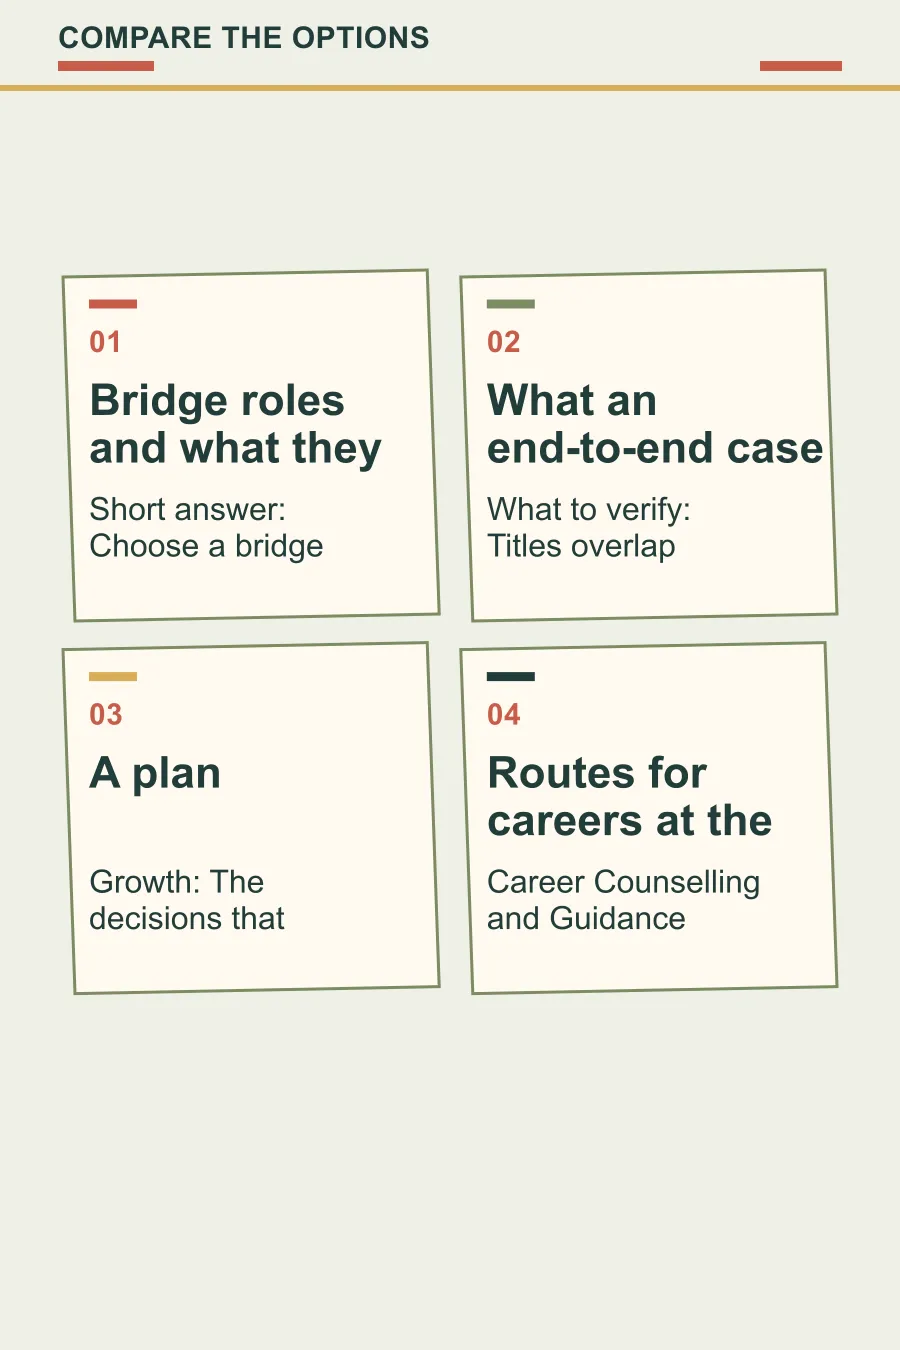 COMPARE THE OPTIONS
01
Bridge roles
and what they
Short answer:
Choose a bridge
02
What an
end-to-end case
What to verify:
Titles overlap
03
A plan
Growth: The
decisions that
04
Routes for
careers at the
Career Counselling
and Guidance